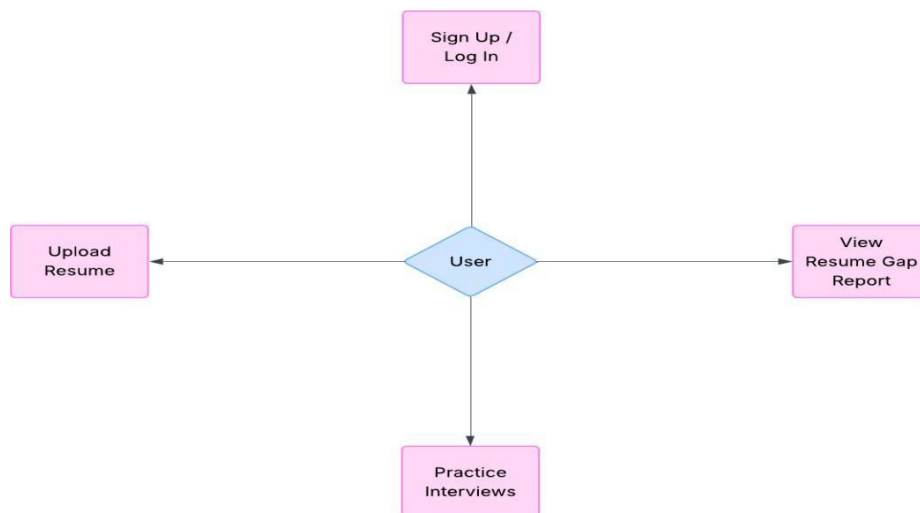 Sign Up /
Log In
Upload
Resume
User
View
Resume Gap
Report
Practice
Interviews